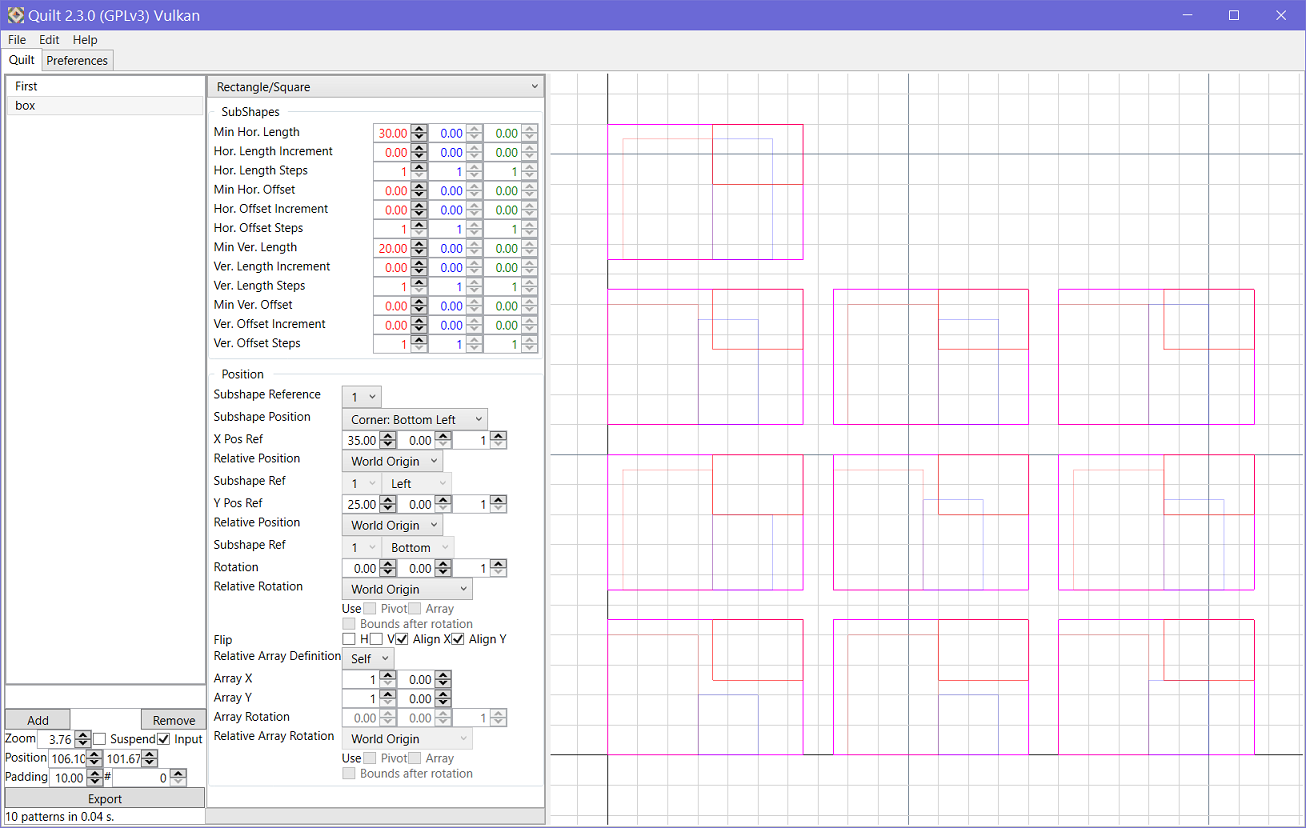 Quilt 2.3.0 (GPLv3) Vulkan
File Edit Help
Quilt Preferences
First
box
Rectangle/Square
SubShapes
Min Hor. Length 30.00 0.00 0.00
Hor. Length Increment 0.00 0.00 0.00
Hor. Length Steps 1 1 1
Min Hor. Offset 0.00 0.00 0.00
Hor. Offset Increment 0.00 0.00 0.00
Hor. Offset Steps 1 1 1
Min Ver. Length 20.00 0.00 0.00
Ver. Length Increment 0.00 0.00 0.00
Ver. Length Steps 1 1 1
Min Ver. Offset 0.00 0.00 0.00
Ver. Offset Increment 0.00 0.00 0.00
Ver. Offset Steps 1 1 1
Position
Subshape Reference 1
Subshape Position Corner: Bottom Left
X Pos Ref 35.00 0.00 1
Relative Position World Origin
Subshape Ref 1 Left
Y Pos Ref 25.00 0.00 1
Relative Position World Origin
Subshape Ref 1 Bottom
Rotation 0.00 0.00 1
Relative Rotation World Origin
Use Pivot Array
Bounds after rotation
Flip H V Align X Align Y
Relative Array Definition Self
Array X 1 0.00
Array Y 1 0.00
Array Rotation 0.00 0.00 1
Relative Array Rotation World Origin
Use Pivot Array
Bounds after rotation
Add Remove
Zoom 3.76 Suspend Input
Position 106.10 101.67
Padding 10.00 # 0
Export
10 patterns in 0.04 s.